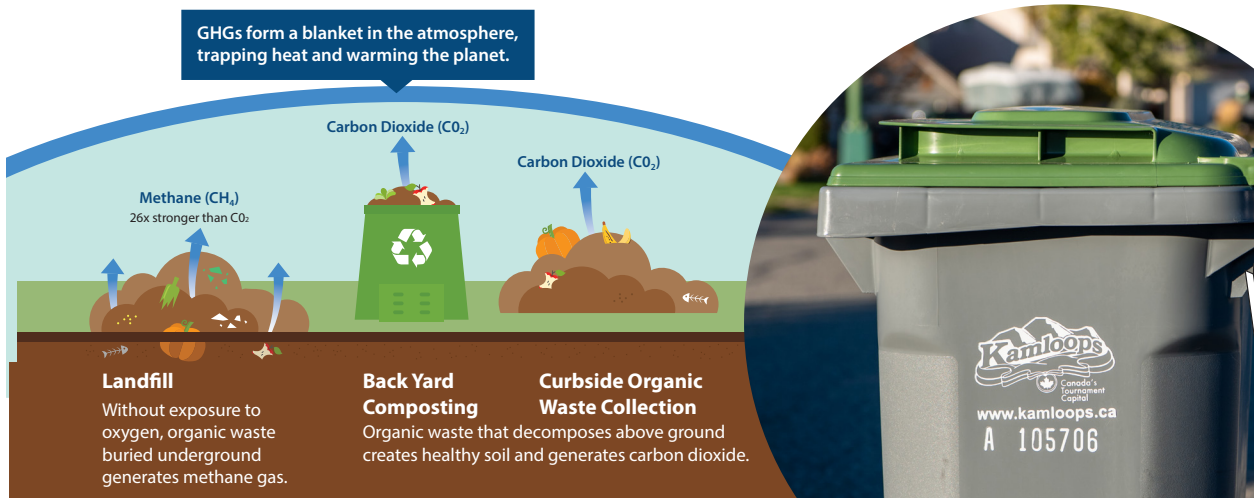 GHGs form a blanket in the atmosphere,
trapping heat and warming the planet.
Carbon Dioxide (C0₂)
Carbon Dioxide (C0₂)
Methane (CH₄)
26x stronger than C0₂
Landfill
Without exposure to
oxygen, organic waste
buried underground
generates methane gas.
Back Yard
Composting
Curbside Organic
Waste Collection
Organic waste that decomposes above ground
creates healthy soil and generates carbon dioxide.
Kamloops
Canada's
Tournament
Capital
www.kamloops.ca
A 105706